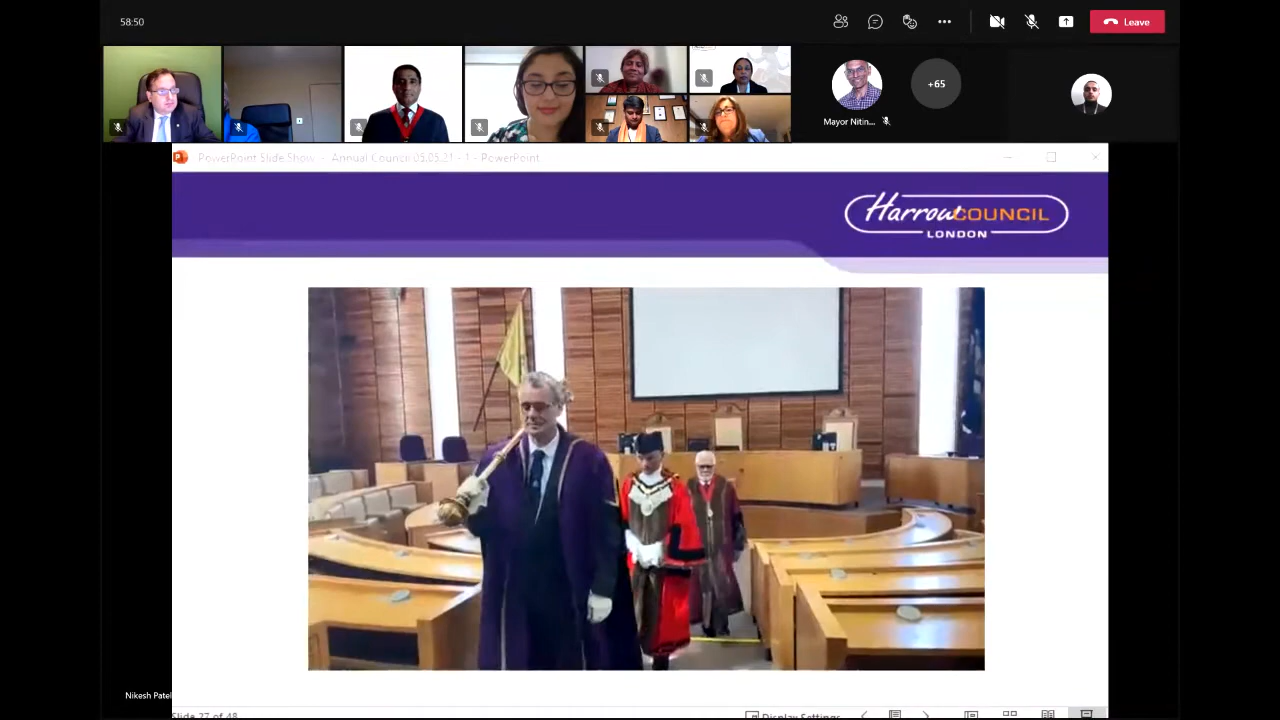 58:50
Leave
+65
Mayor Nitin...
PowerPoint Slide Show - Annual Council 05.05.21 - 1 - PowerPoint
Harrow COUNCIL
LONDON
Nikesh Patel
Slide 27 of 48
Display Settings